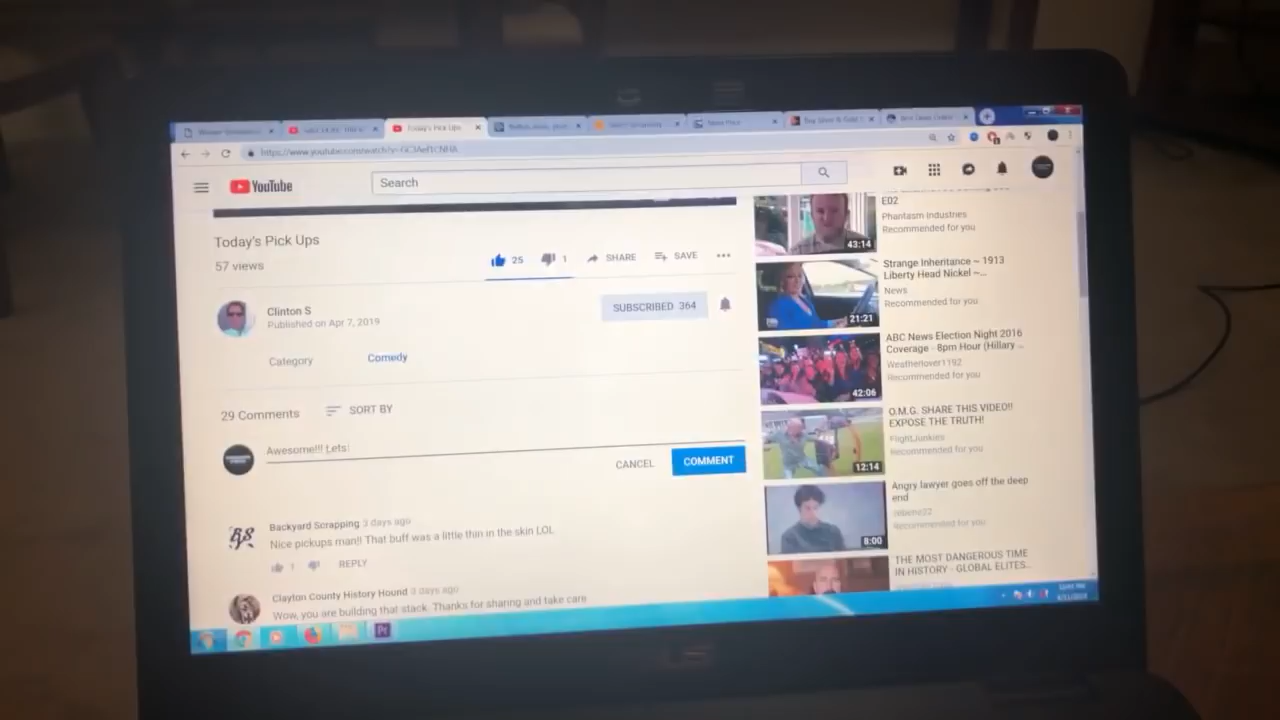 Today's Pick Ups
https://www.youtube.com/watch?v=
YouTube
Search
Today's Pick Ups
57 views
25
1
SHARE
SAVE
Clinton S
Published on Apr 7, 2019
SUBSCRIBED 364
Category
Comedy
29 Comments
SORT BY
Awesome!!! Lets
CANCEL
COMMENT
Backyard Scrapping 3 days ago
Nice pickups man!! That buff was a little thin in the skin LOL
1
REPLY
Clayton County History Hound 3 days ago
Wow, you are building that stack. Thanks for sharing and take care
E02
Phantasm Industries
Recommended for you
43:14
Strange Inheritance ~ 1913
Liberty Head Nickel ~...
News
Recommended for you
21:21
ABC News Election Night 2016
Coverage - 8pm Hour (Hillary ...
Weatherlover1192
Recommended for you
42:06
O.M.G. SHARE THIS VIDEO!!
EXPOSE THE TRUTH!
FlightJunkies
Recommended for you
12:14
Angry lawyer goes off the deep
end
Recommended for you
8:00
THE MOST DANGEROUS TIME
IN HISTORY - GLOBAL ELITES...
Pr